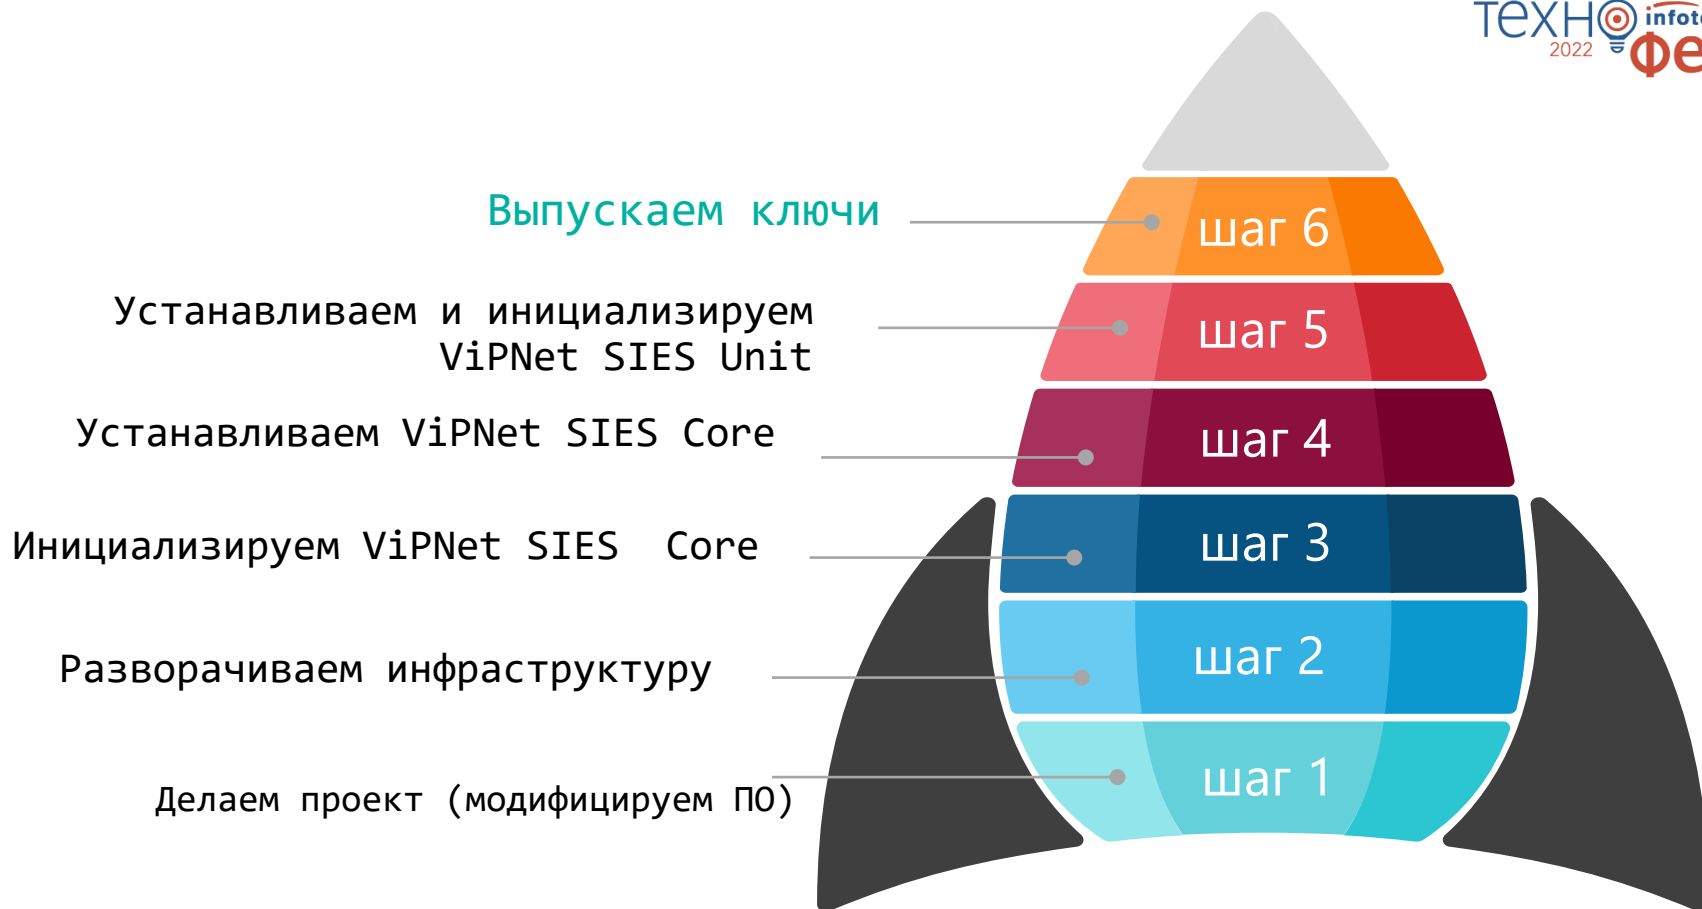 техно infote
2022 Фе
Выпускаем ключи
шаг 6
Устанавливаем и инициализируем
ViPNet SIES Unit
шаг 5
Устанавливаем ViPNet SIES Core
шаг 4
Инициализируем ViPNet SIES  Core
шаг 3
Разворачиваем инфраструктуру
шаг 2
Делаем проект (модифицируем ПО)
шаг 1